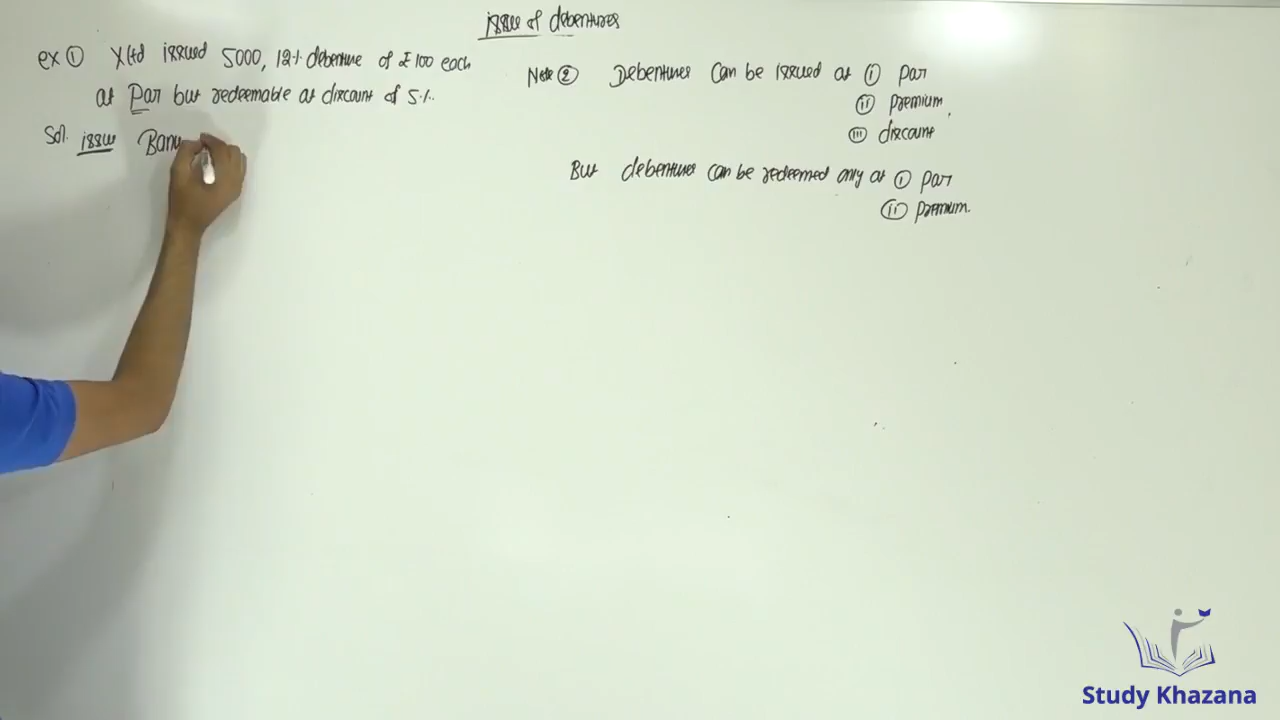 issue of debentures
ex ① X Ltd issued 5000, 12% debenture of ₹100 each
at Par but redeemable at discount of 5%.
Sol. issue Bank
Note ② Debentures Can be issued at ⓘ Par
ⓘⓘ premium,
ⓘⓘⓘ discount
But debentures can be redeemed only at ⓘ Par
ⓘⓘ premium.
Study Khazana